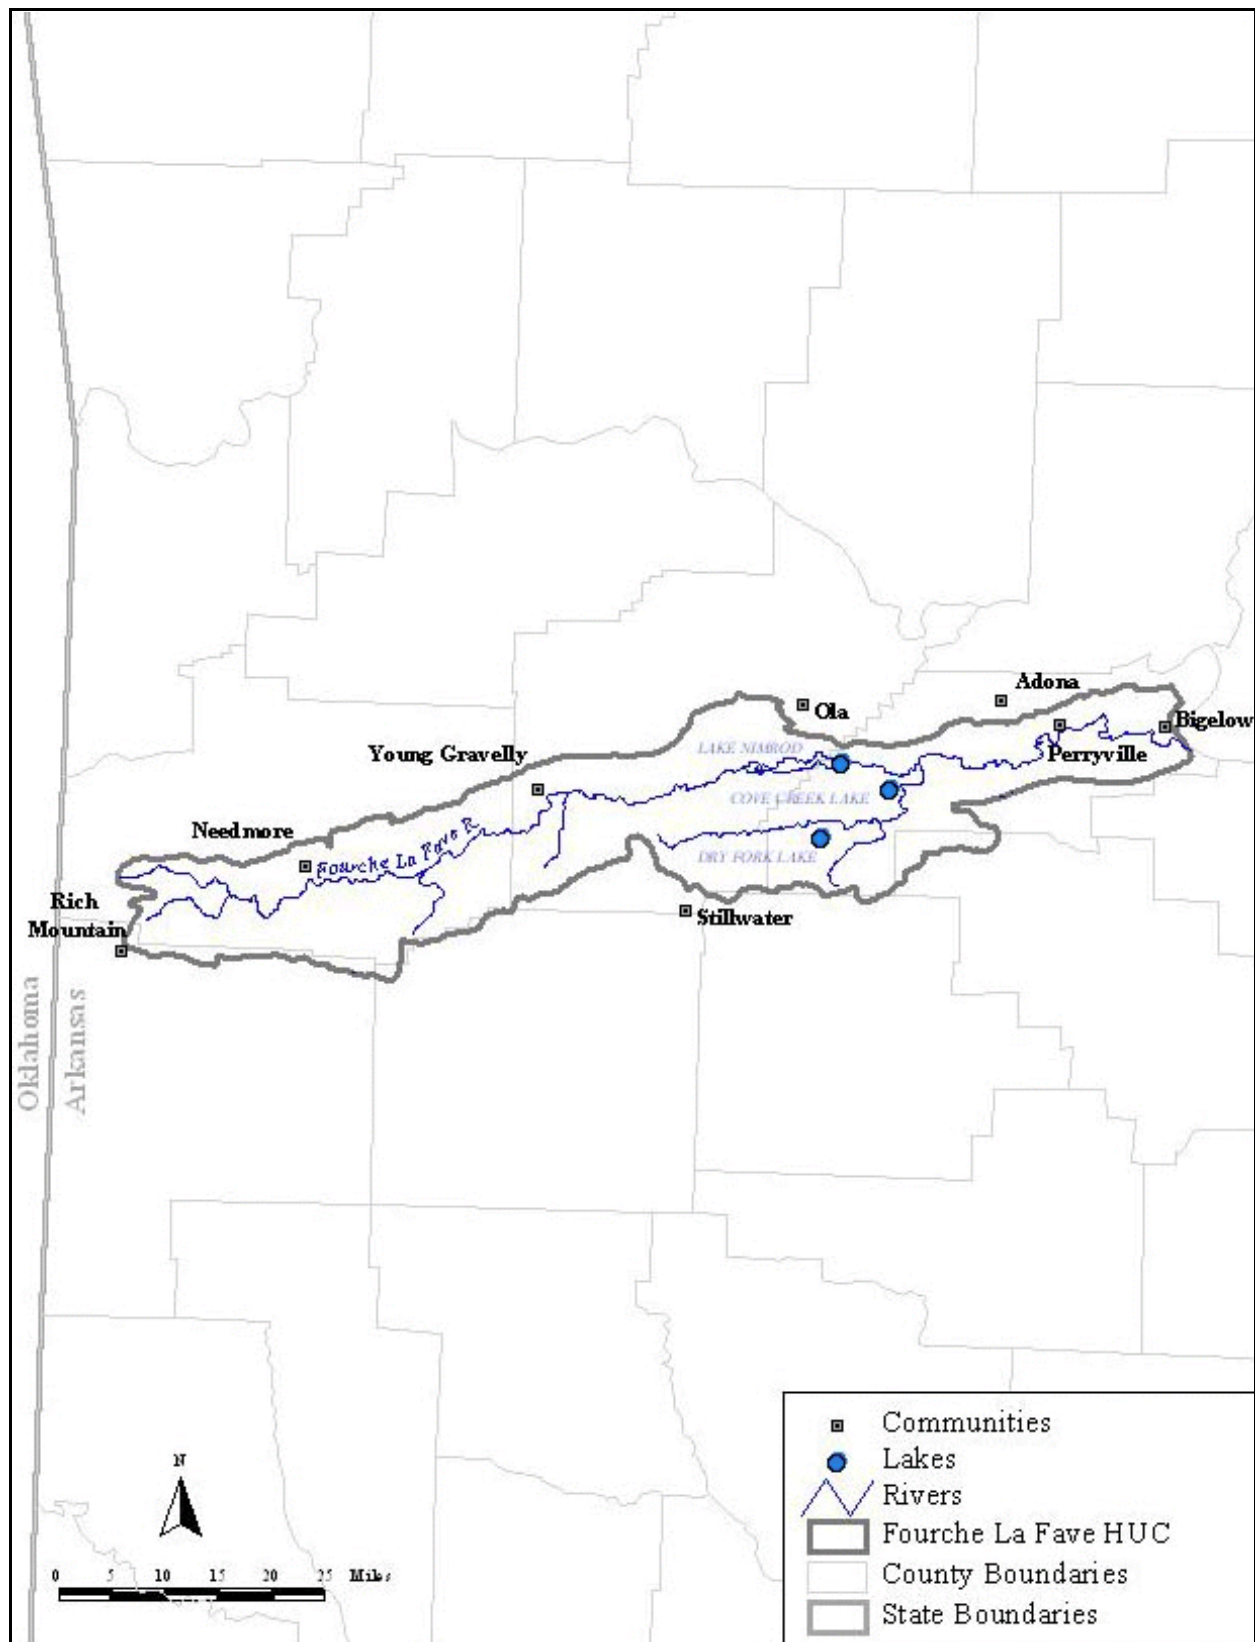 Adona
Ola
Bigelow
LAKE NIMROD
Young Gravelly
Perryville
COVE CREEK LAKE
Needmore
Fourche La Fave R.
DRY FORK LAKE
Rich
Mountain
Stillwater
Oklahoma
Arkansas
Communities
Lakes
Rivers
Fourche La Fave HUC
County Boundaries
State Boundaries
N
0 5 10 15 20 25 Miles